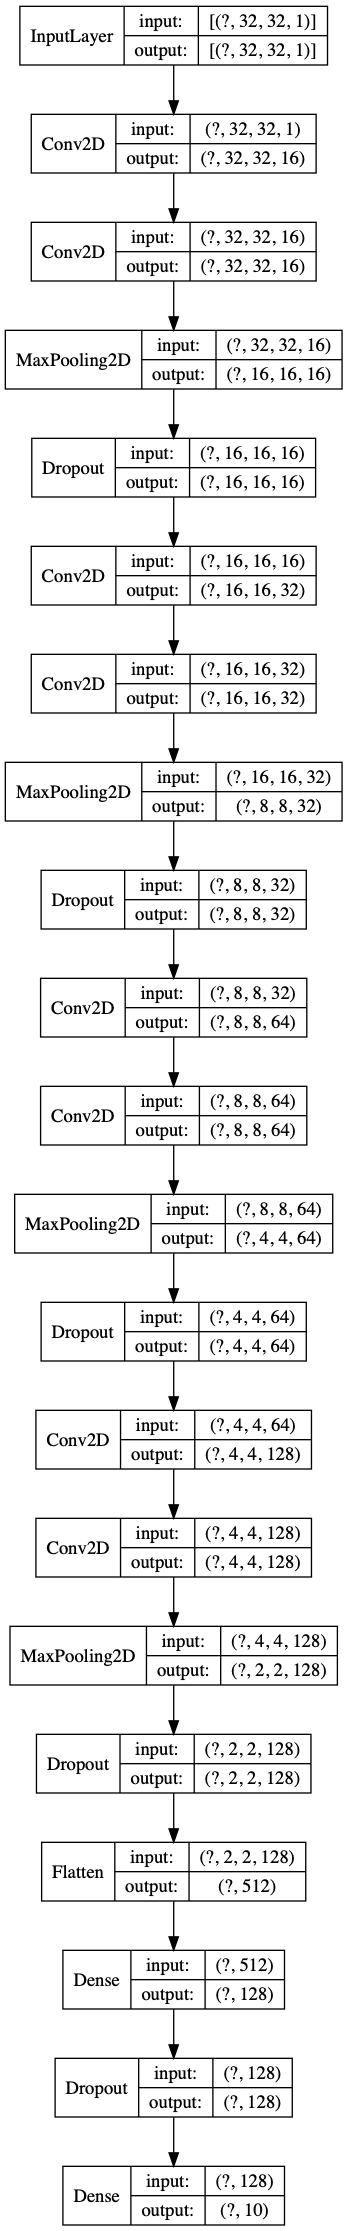 InputLayer input: [(?, 32, 32, 1)]
output: [(?, 32, 32, 1)]
Conv2D input: (?, 32, 32, 1)
output: (?, 32, 32, 16)
Conv2D input: (?, 32, 32, 16)
output: (?, 32, 32, 16)
MaxPooling2D input: (?, 32, 32, 16)
output: (?, 16, 16, 16)
Dropout input: (?, 16, 16, 16)
output: (?, 16, 16, 16)
Conv2D input: (?, 16, 16, 16)
output: (?, 16, 16, 32)
Conv2D input: (?, 16, 16, 32)
output: (?, 16, 16, 32)
MaxPooling2D input: (?, 16, 16, 32)
output: (?, 8, 8, 32)
Dropout input: (?, 8, 8, 32)
output: (?, 8, 8, 32)
Conv2D input: (?, 8, 8, 32)
output: (?, 8, 8, 64)
Conv2D input: (?, 8, 8, 64)
output: (?, 8, 8, 64)
MaxPooling2D input: (?, 8, 8, 64)
output: (?, 4, 4, 64)
Dropout input: (?, 4, 4, 64)
output: (?, 4, 4, 64)
Conv2D input: (?, 4, 4, 64)
output: (?, 4, 4, 128)
Conv2D input: (?, 4, 4, 128)
output: (?, 4, 4, 128)
MaxPooling2D input: (?, 4, 4, 128)
output: (?, 2, 2, 128)
Dropout input: (?, 2, 2, 128)
output: (?, 2, 2, 128)
Flatten input: (?, 2, 2, 128)
output: (?, 512)
Dense input: (?, 512)
output: (?, 128)
Dropout input: (?, 128)
output: (?, 128)
Dense input: (?, 128)
output: (?, 10)